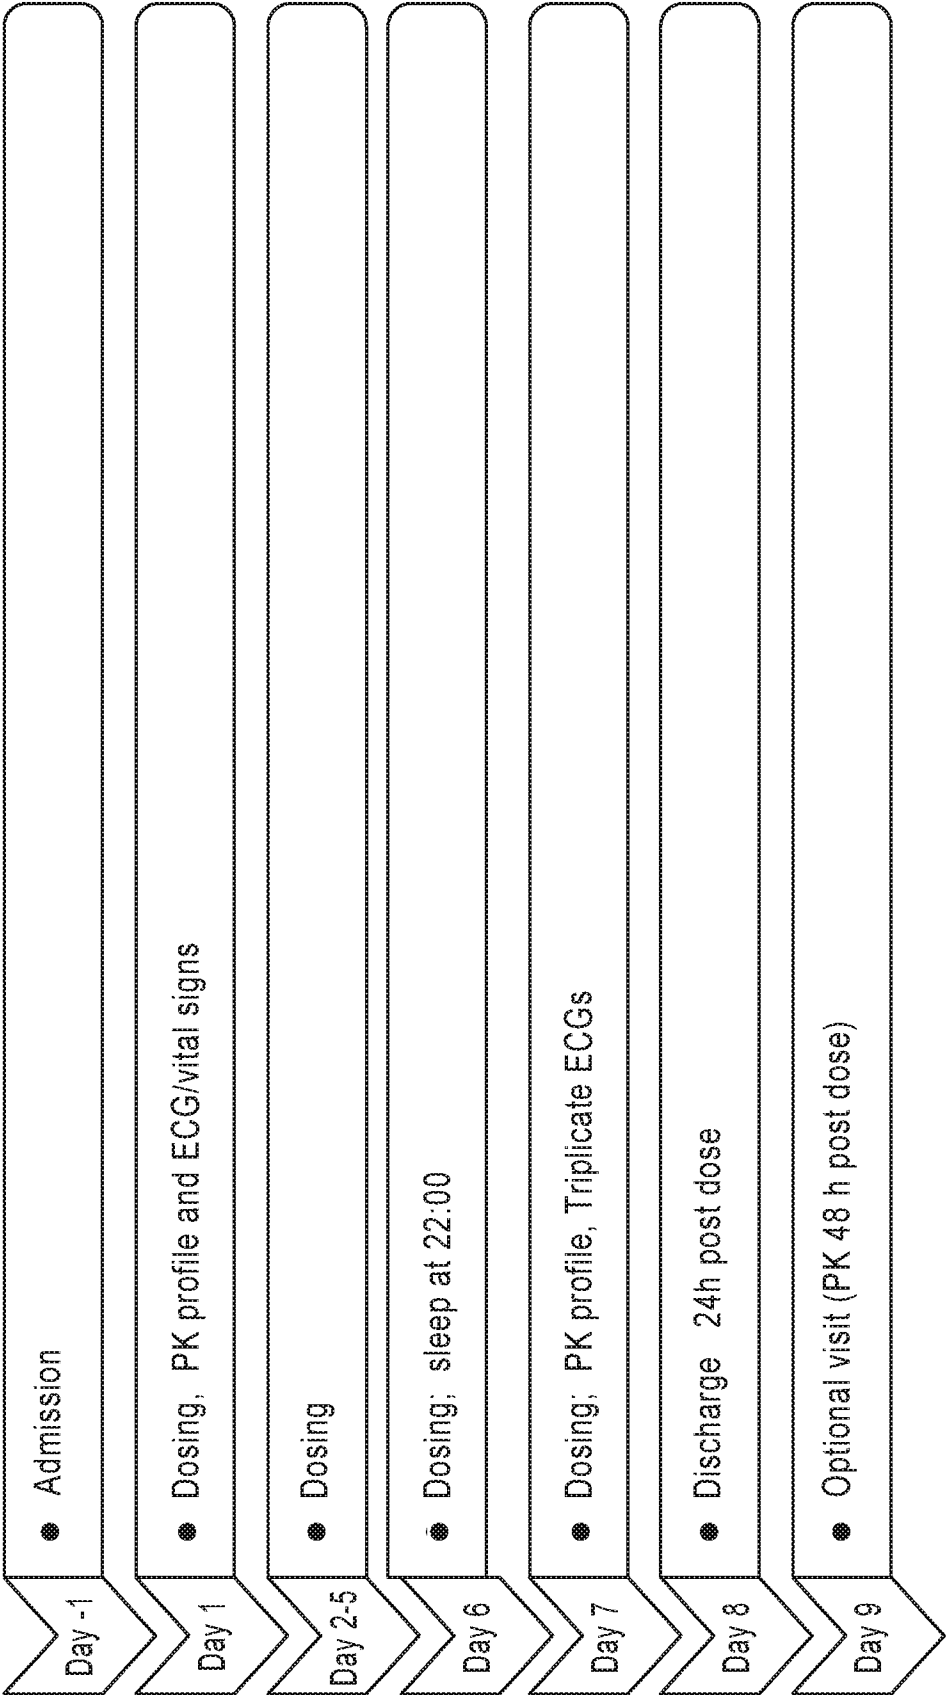 Day -1
● Admission
Day 1
● Dosing, PK profile and ECG/vital signs
Day 2-5
● Dosing
Day 6
● Dosing; sleep at 22:00
Day 7
● Dosing; PK profile, Triplicate ECGs
Day 8
● Discharge 24h post dose
Day 9
● Optional visit (PK 48 h post dose)